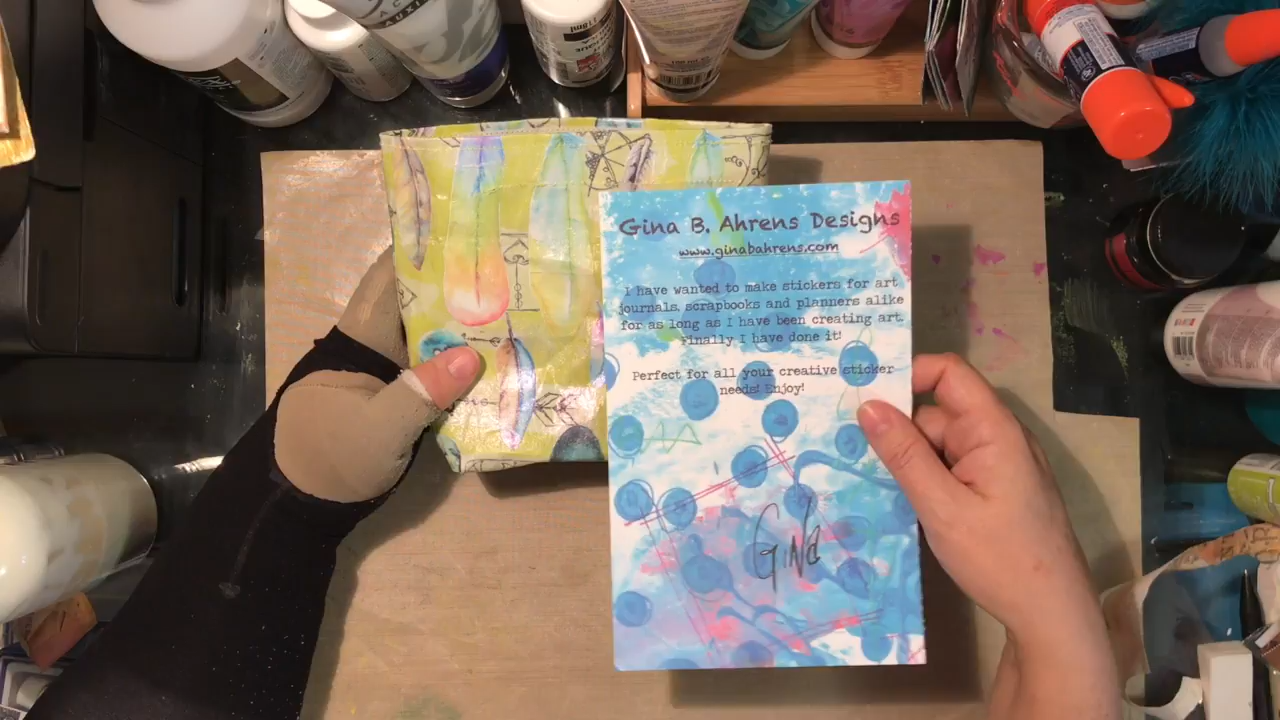 Gina B. Ahrens Designs
www.ginabahrens.com
I have wanted to make stickers for art
journals, scrapbooks and planners alike
for as long as I have been creating art.
Finally I have done it!
Perfect for all your creative sticker
needs! Enjoy!
Gina